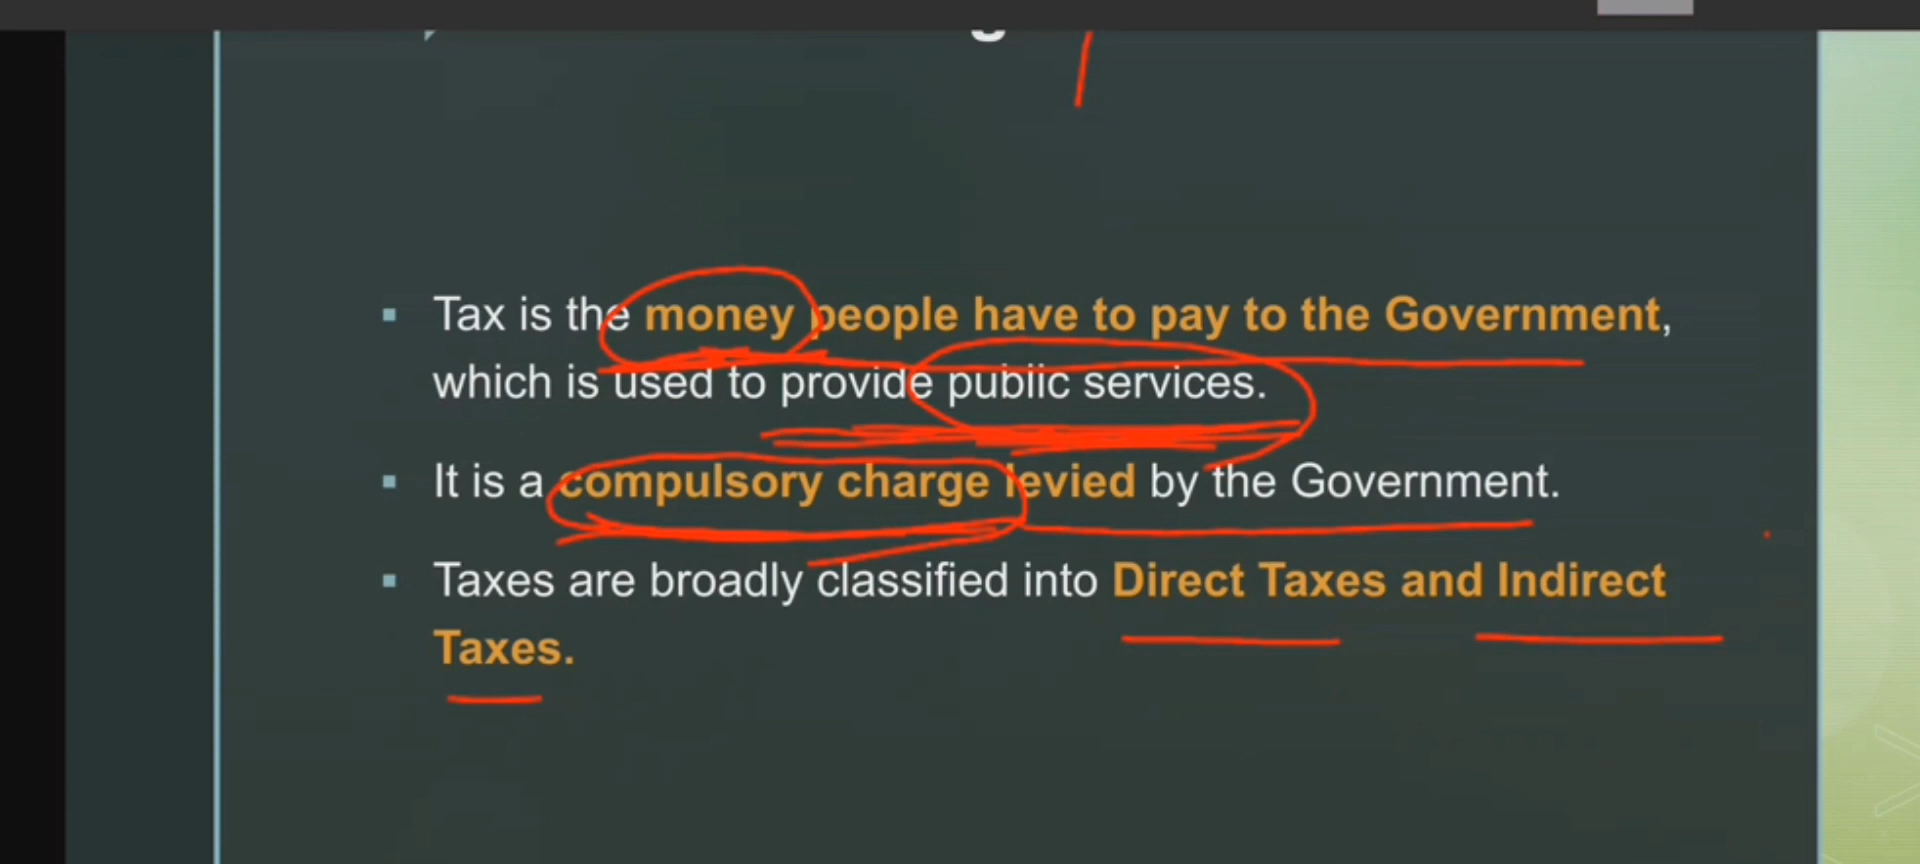 Tax is the money people have to pay to the Government,
which is used to provide public services.
It is a compulsory charge levied by the Government.
Taxes are broadly classified into Direct Taxes and Indirect
Taxes.